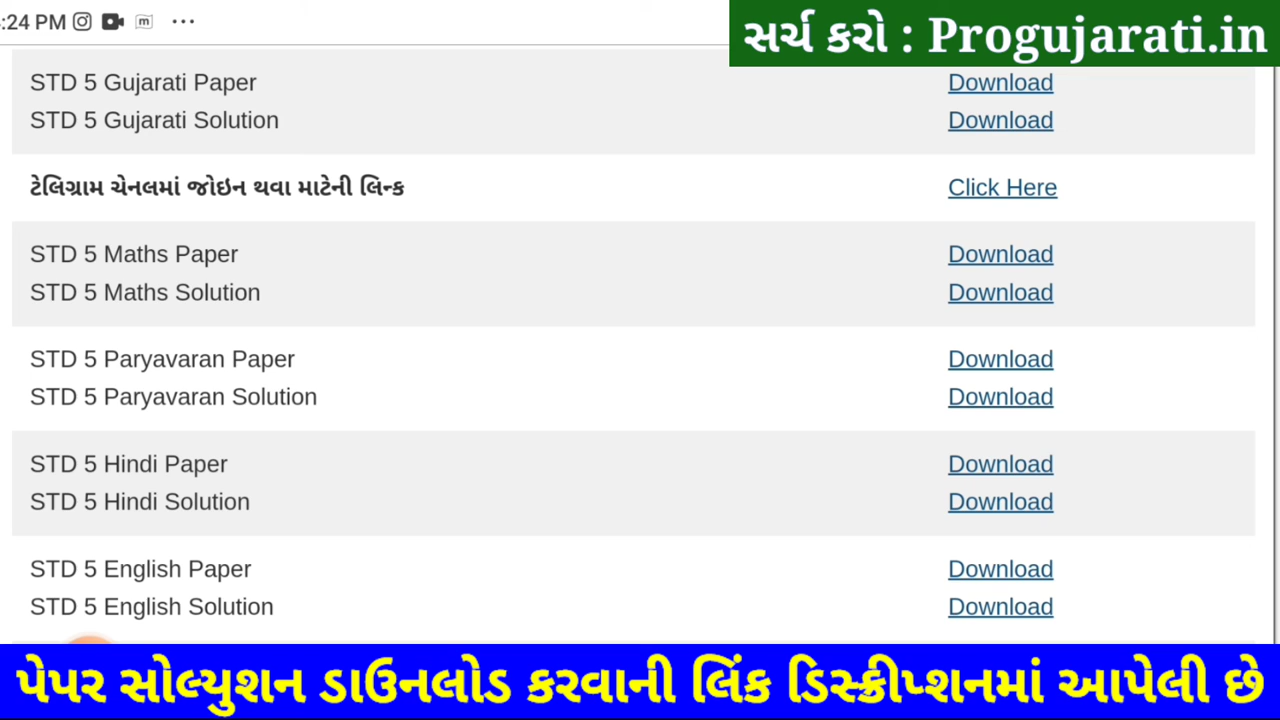 :24 PM
સર્ચ કરો : Progujarati.in
STD 5 Gujarati Paper Download
STD 5 Gujarati Solution Download
ટેલિગ્રામ ચેનલમાં જોઇન થવા માટેની લિન્ક Click Here
STD 5 Maths Paper Download
STD 5 Maths Solution Download
STD 5 Paryavaran Paper Download
STD 5 Paryavaran Solution Download
STD 5 Hindi Paper Download
STD 5 Hindi Solution Download
STD 5 English Paper Download
STD 5 English Solution Download
પેપર સોલ્યુશન ડાઉનલોડ કરવાની લિંક ડિસ્ક્રીપ્શનમાં આપેલી છે